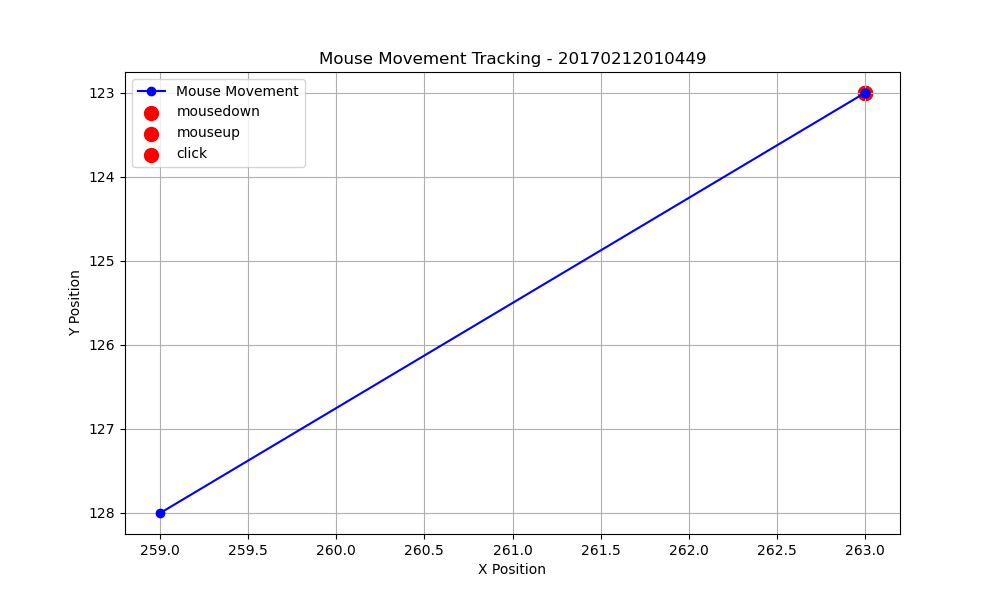 Mouse Movement Tracking - 20170212010449
Mouse Movement
mousedown
mouseup
click
Y Position
123
124
125
126
127
128
259.0 259.5 260.0 260.5 261.0 261.5 262.0 262.5 263.0
X Position